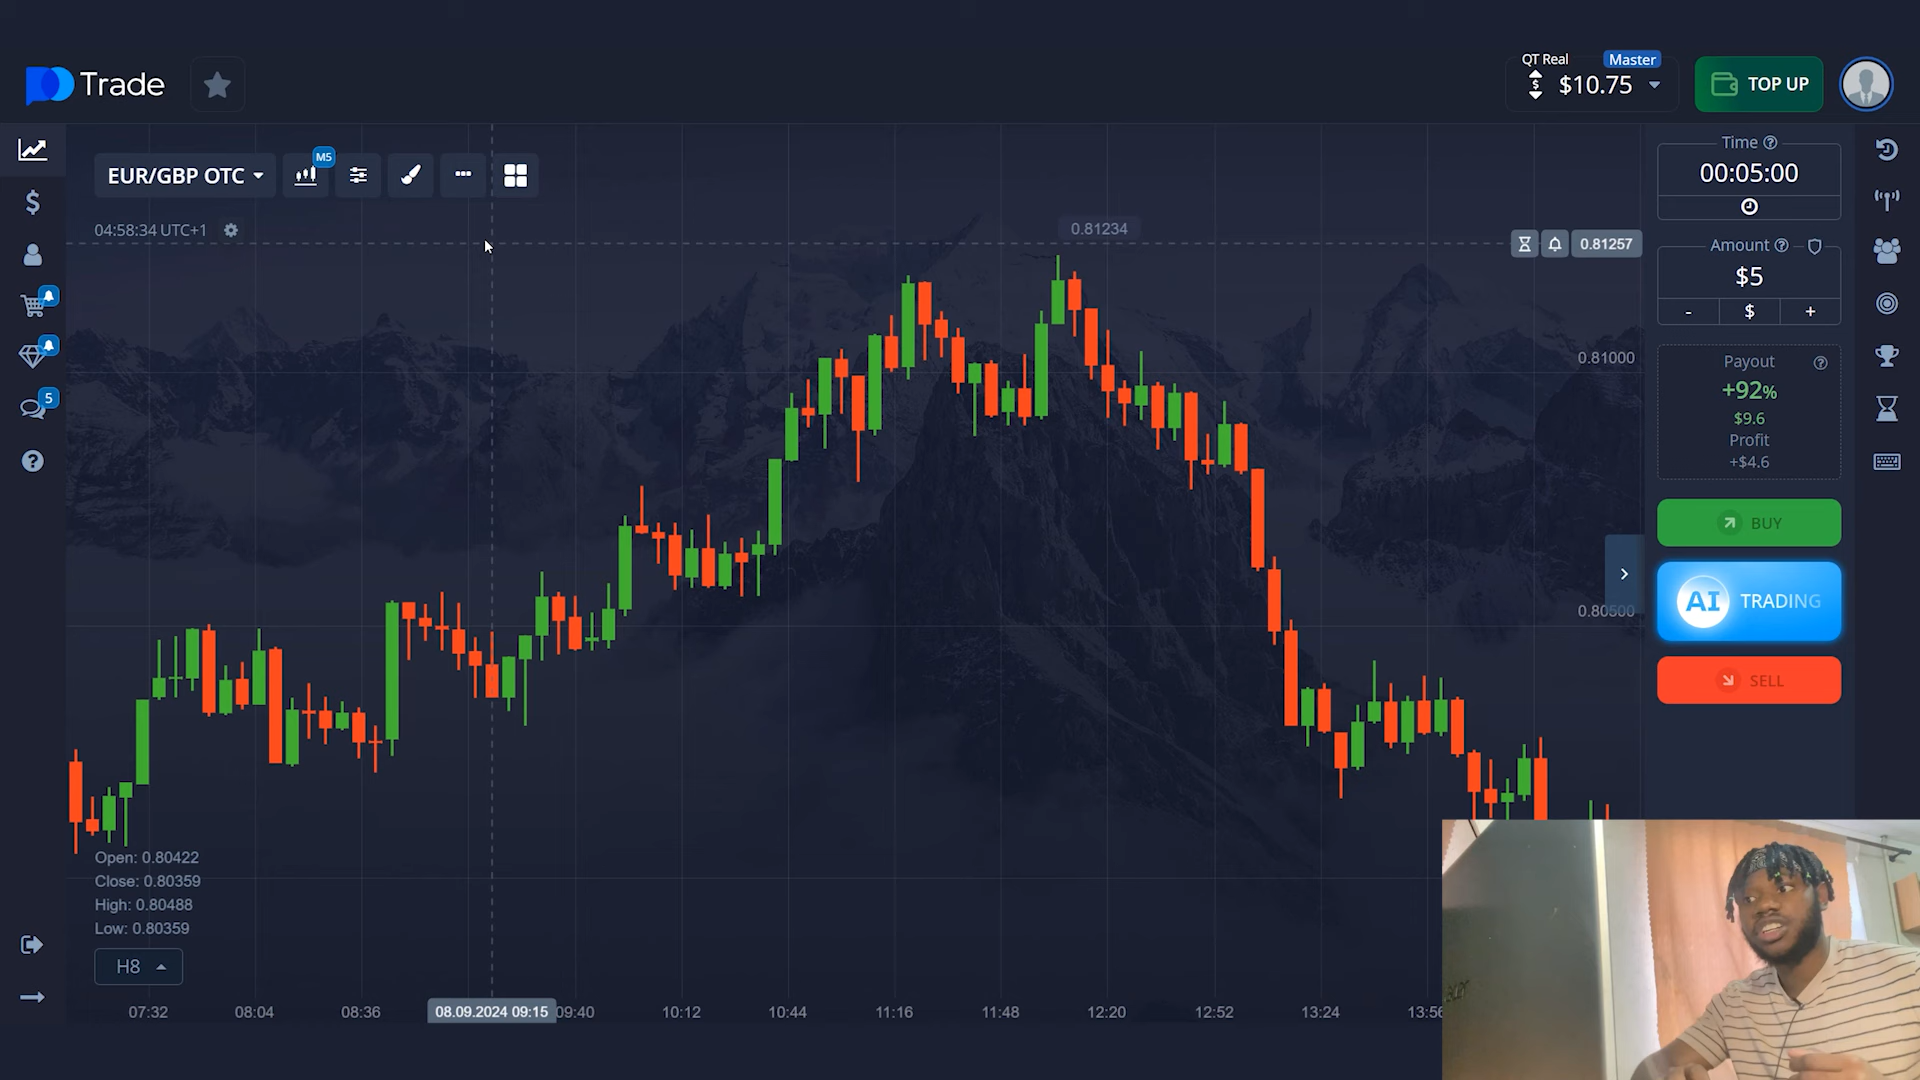 Trade
QT Real
Master
$10.75
TOP UP
EUR/GBP OTC
M5
04:58:34 UTC+1
0.81234
0.81257
0.81000
0.80500
Time
00:05:00
Amount
$5
- $ +
Payout
+92%
$9.6
Profit
+$4.6
BUY
AI TRADING
SELL
5
Open: 0.80422
Close: 0.80359
High: 0.80488
Low: 0.80359
H8
07:32 08:04 08:36 08.09.2024 09:15 09:40 10:12 10:44 11:16 11:48 12:20 12:52 13:24 13:56